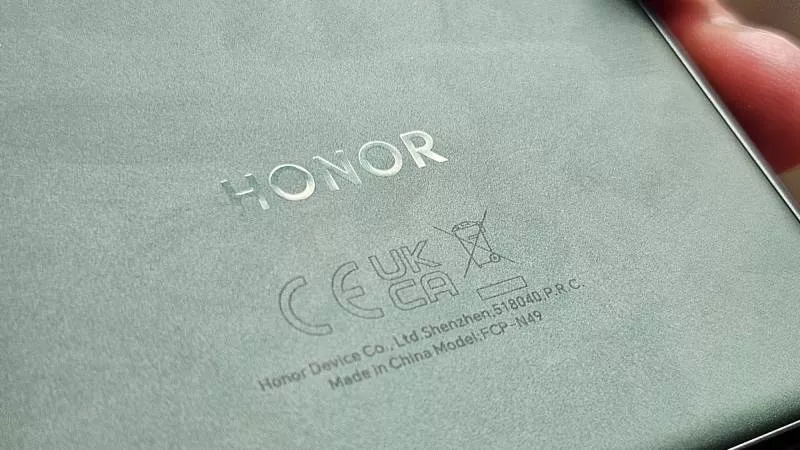 HONOR
CE UK
CA
Honor Device Co., Ltd.Shenzhen,518040,P.R.C.
Made in China Model:FCP-N49